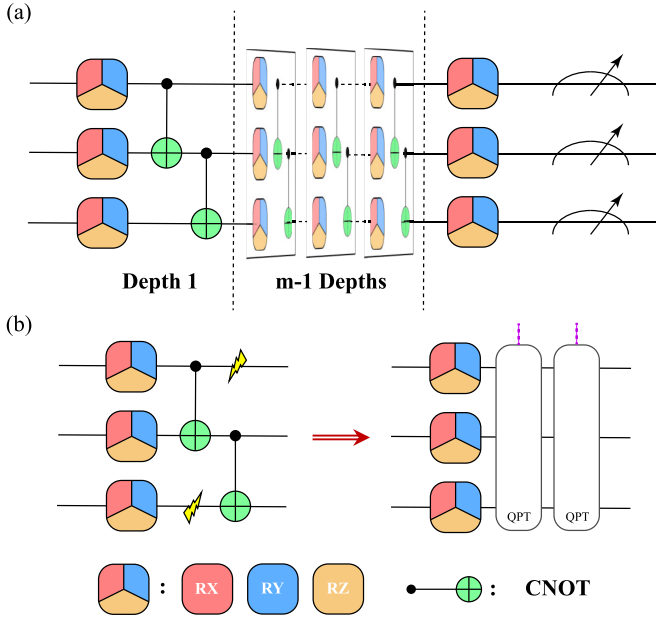 (a)
Depth 1
m-1 Depths
(b)
QPT QPT
: RX RY RZ : CNOT